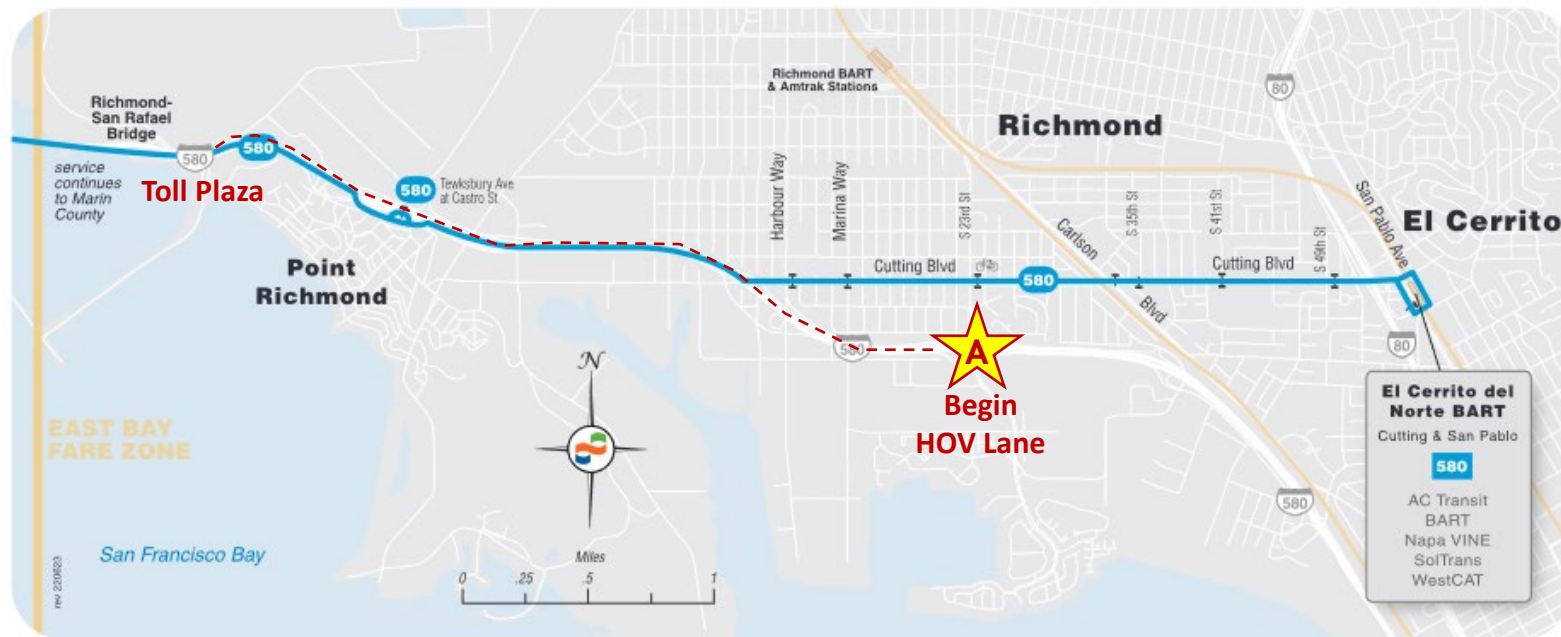 Richmond-
San Rafael
Bridge
580
580
service
continues
to Marin
County
Toll Plaza
580
Tewksbury Ave
at Castro St
Point
Richmond
Richmond BART
& Amtrak Stations
Richmond
80
Harbour Way
Marina Way
S 23rd St
Carlson
Blvd
S 35th St
S 41st St
S 49th St
San Pablo Ave
El Cerrito
Cutting Blvd
580
Cutting Blvd
580
A
Begin
HOV Lane
80
580
El Cerrito del
Norte BART
Cutting & San Pablo
580
AC Transit
BART
Napa VINE
SolTrans
WestCAT
EAST BAY
FARE ZONE
N
San Francisco Bay
Miles
0 .25 .5 1
rev 220623